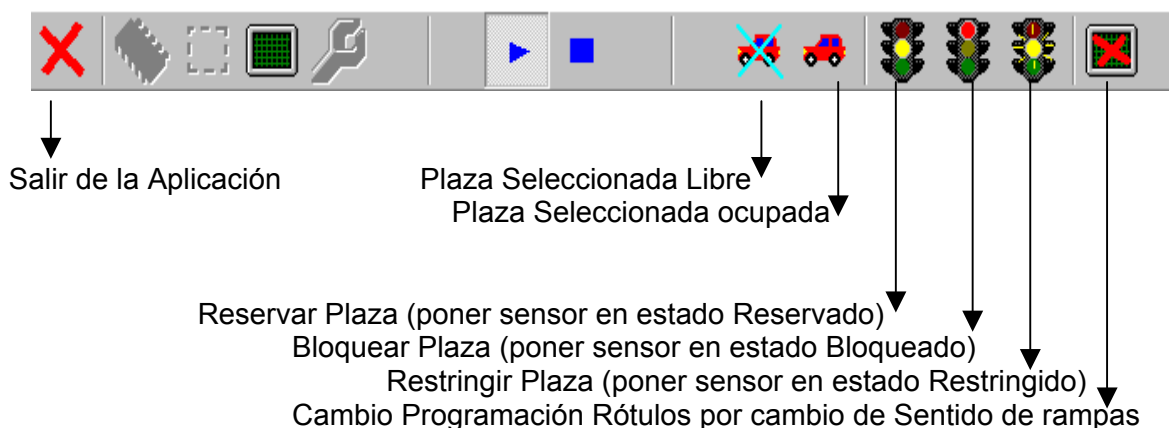 Salir de la Aplicación
Plaza Seleccionada Libre
Plaza Seleccionada ocupada
Reservar Plaza (poner sensor en estado Reservado)
Bloquear Plaza (poner sensor en estado Bloqueado)
Restringir Plaza (poner sensor en estado Restringido)
Cambio Programación Rótulos por cambio de Sentido de rampas